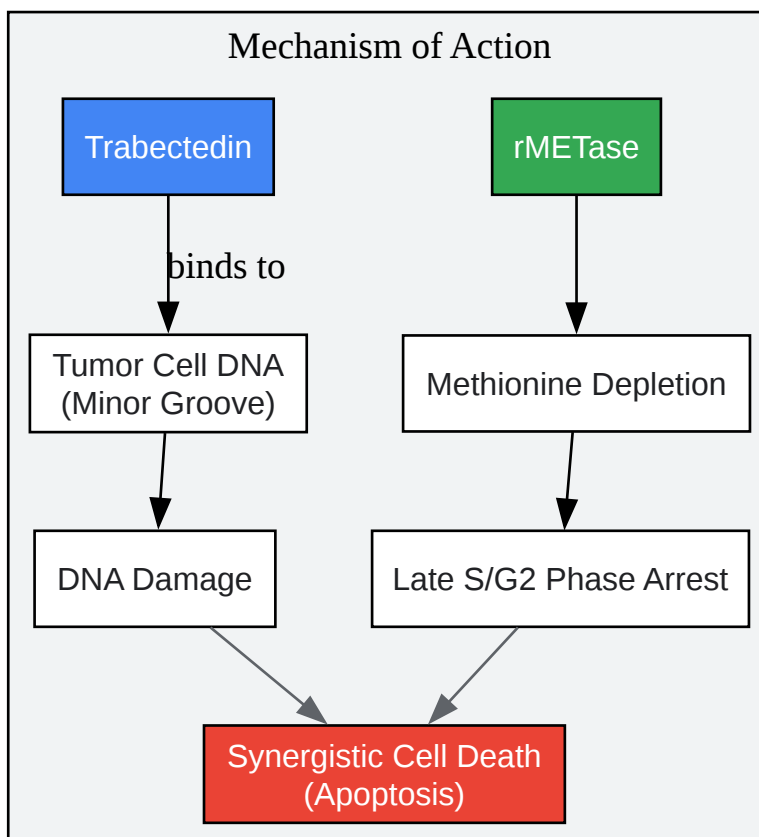 Mechanism of Action
Trabectedin
rMETase
binds to
Tumor Cell DNA
(Minor Groove)
Methionine Depletion
DNA Damage
Late S/G2 Phase Arrest
Synergistic Cell Death
(Apoptosis)